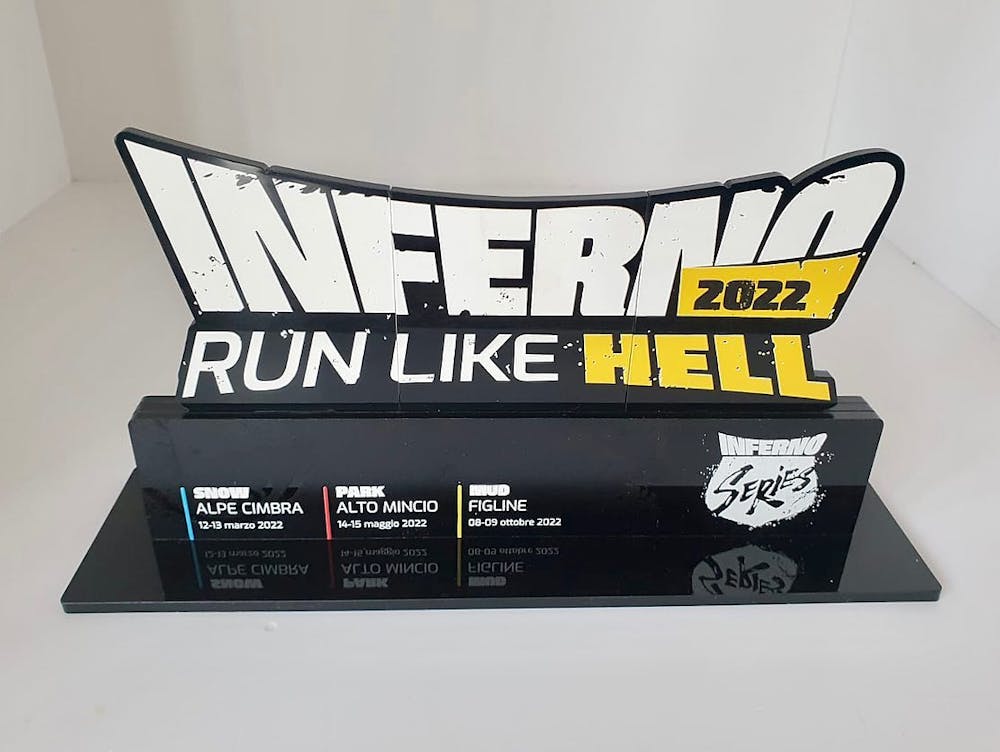 INFERNO
2022
RUN LIKE HELL
INFERNO
SERIES
SNOW
ALPE CIMBRA
12-13 marzo 2022
PARK
ALTO MINCIO
14-15 maggio 2022
MUD
FIGLINE
08-09 ottobre 2022